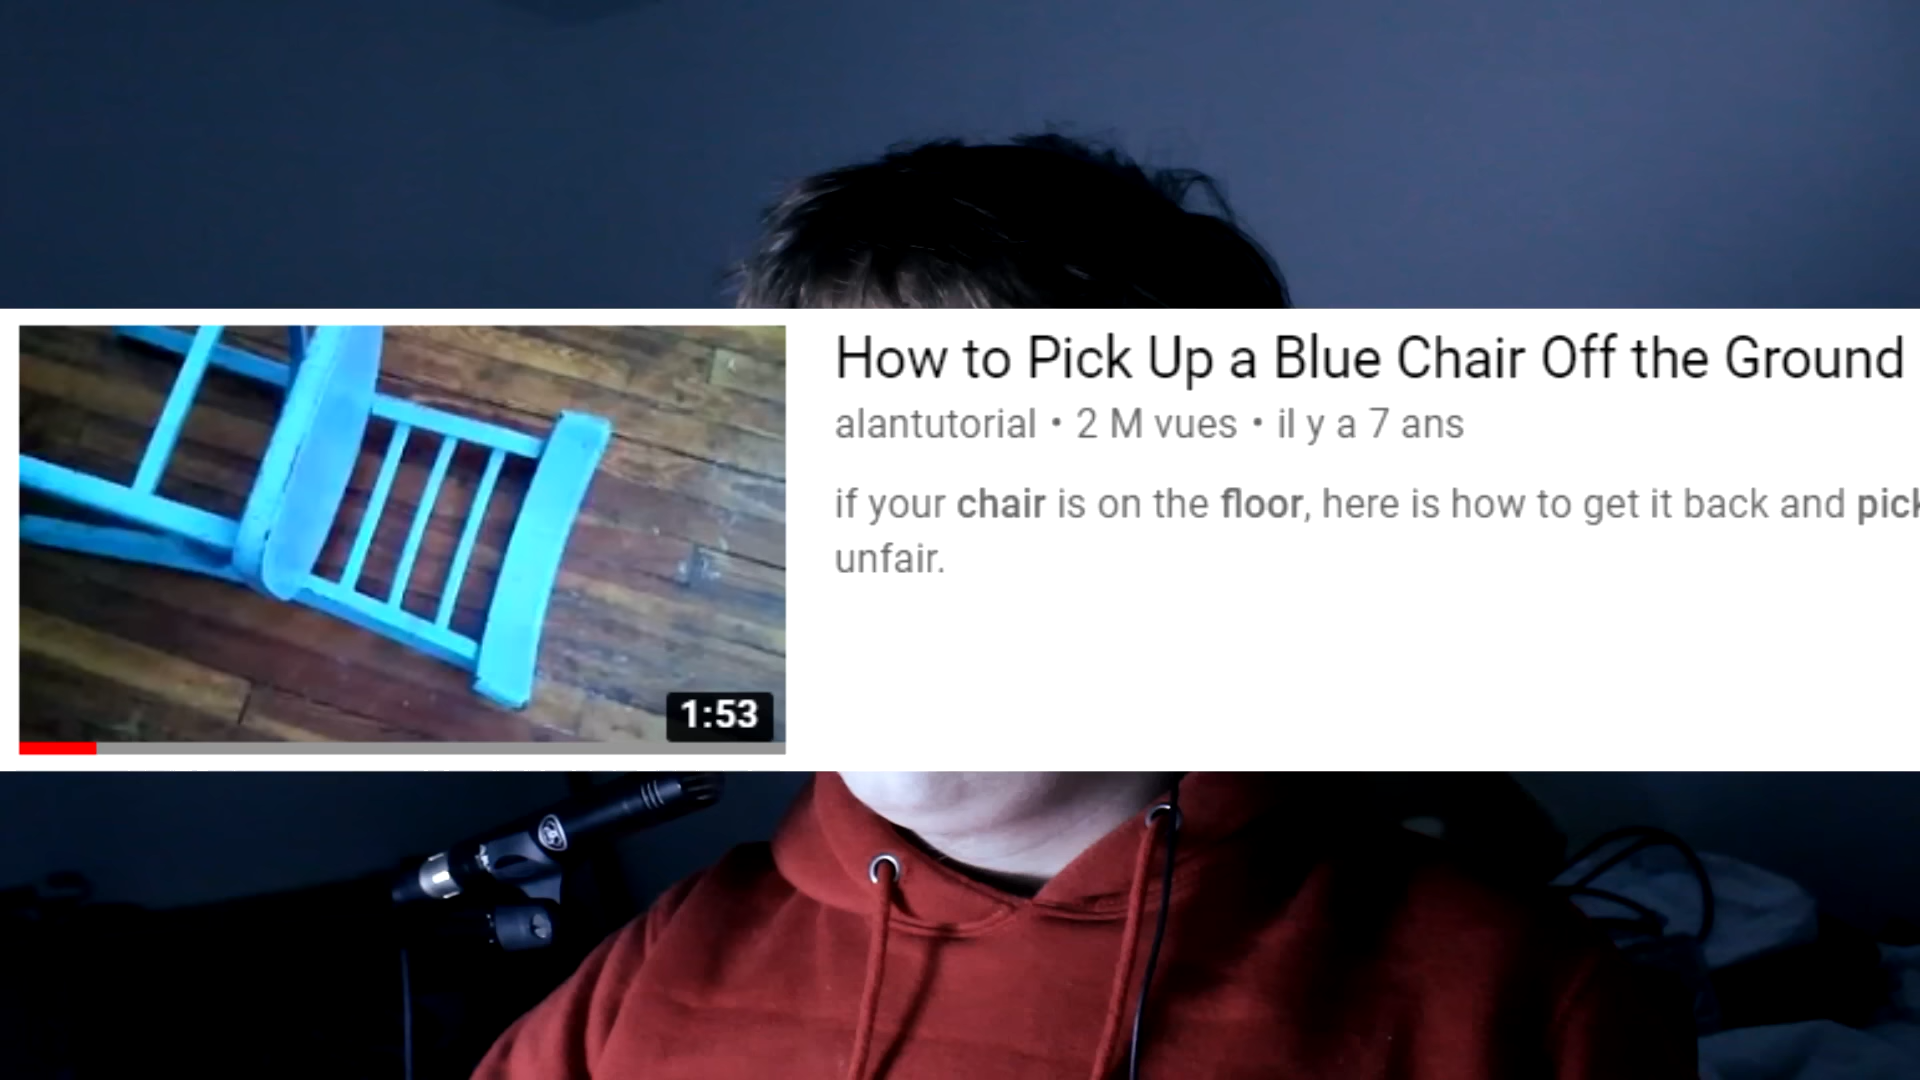 How to Pick Up a Blue Chair Off the Ground
alantutorial • 2 M vues • il y a 7 ans
if your chair is on the floor, here is how to get it back and pick
unfair.
1:53